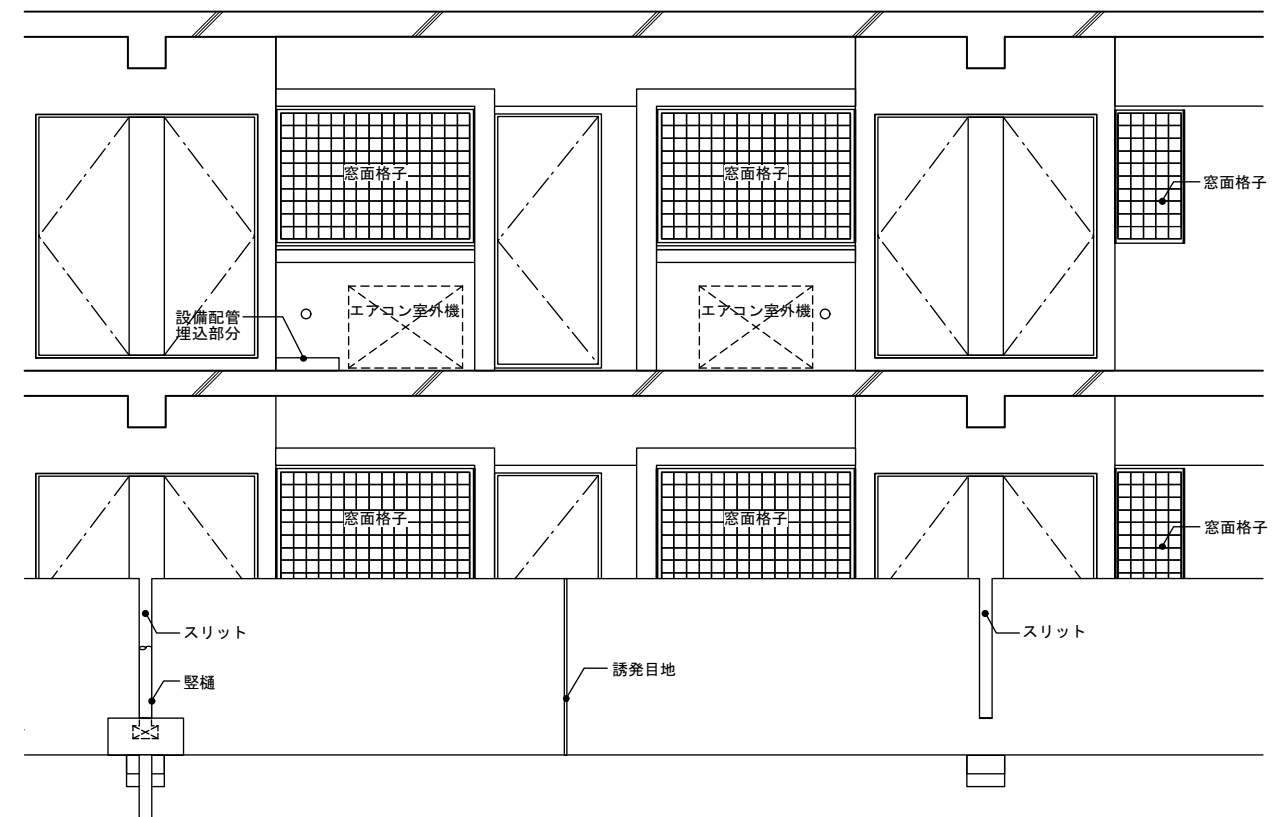 窓面格子
窓面格子
窓面格子
エアコン室外機
エアコン室外機
設備配管
埋込部分
窓面格子
窓面格子
窓面格子
スリット
スリット
誘発目地
竪樋